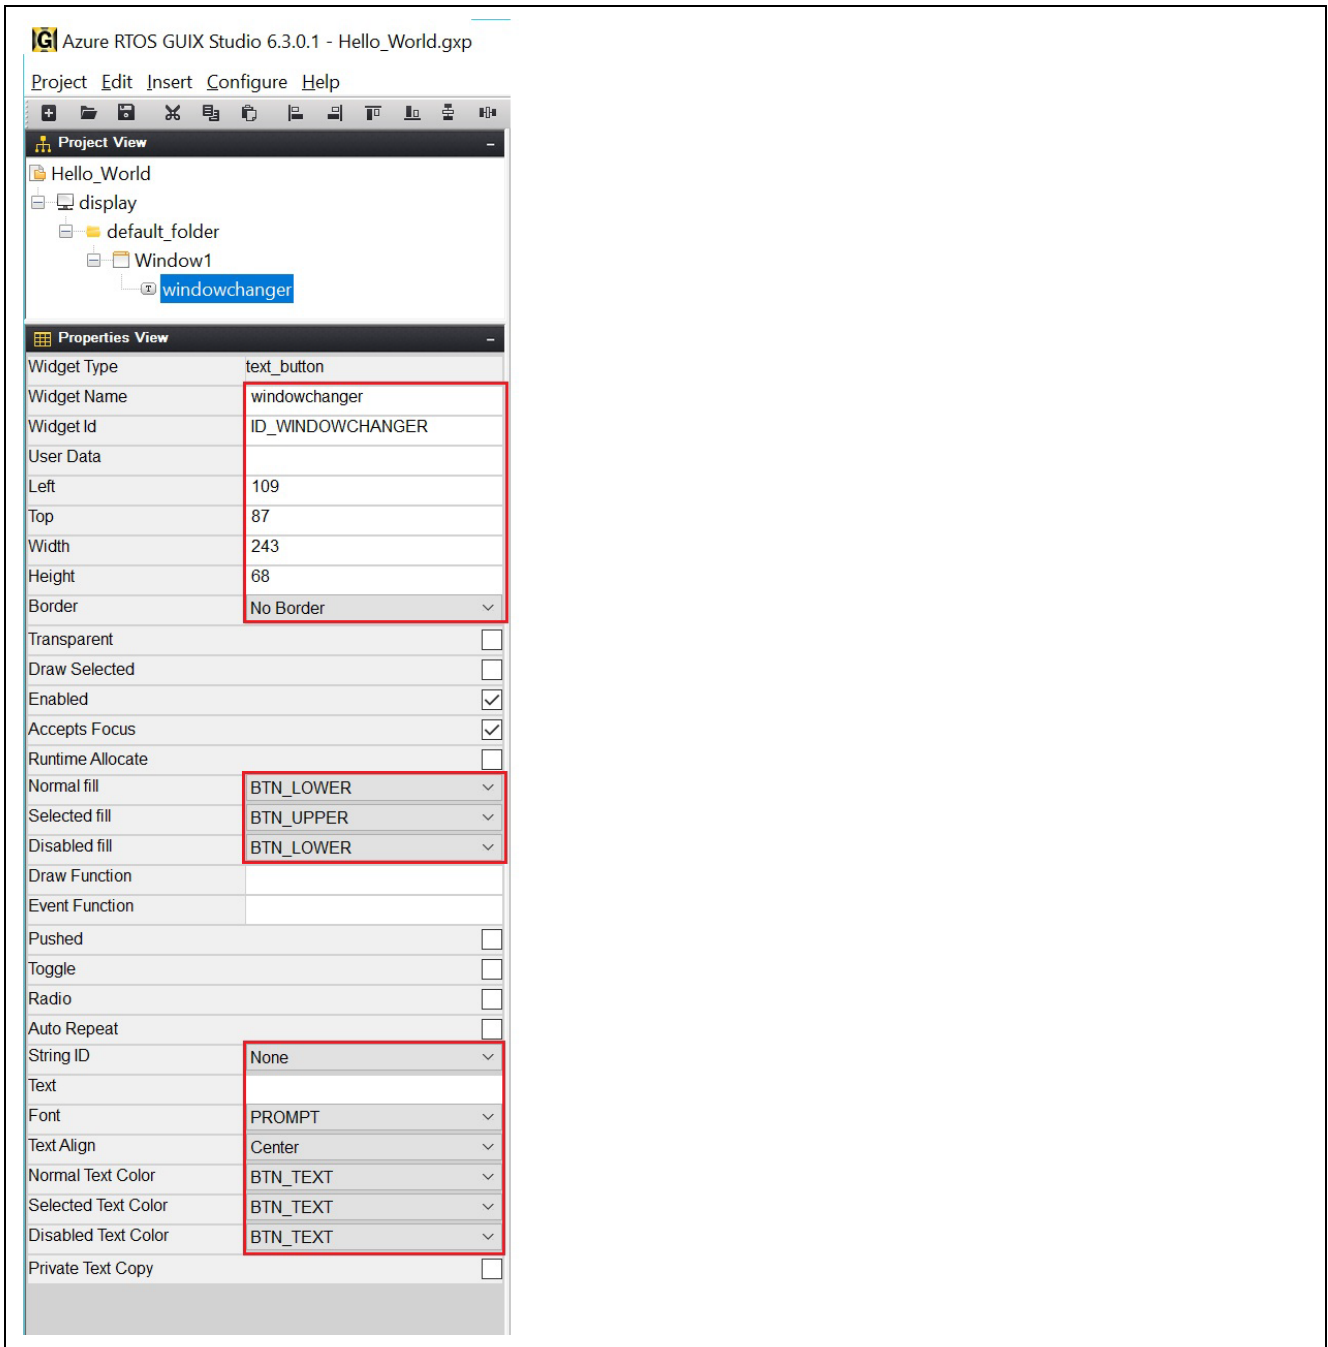 Azure RTOS GUIX Studio 6.3.0.1 - Hello_World.gxp
Project Edit Insert Configure Help
Project View
Hello_World
display
default_folder
Window1
windowchanger
Properties View
Widget Type text_button
Widget Name windowchanger
Widget Id ID_WINDOWCHANGER
User Data
Left 109
Top 87
Width 243
Height 68
Border No Border
Transparent
Draw Selected
Enabled
Accepts Focus
Runtime Allocate
Normal fill BTN_LOWER
Selected fill BTN_UPPER
Disabled fill BTN_LOWER
Draw Function
Event Function
Pushed
Toggle
Radio
Auto Repeat
String ID None
Text
Font PROMPT
Text Align Center
Normal Text Color BTN_TEXT
Selected Text Color BTN_TEXT
Disabled Text Color BTN_TEXT
Private Text Copy